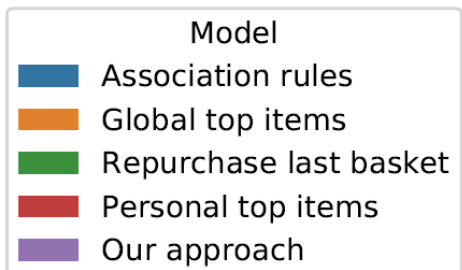 Model
Association rules
Global top items
Repurchase last basket
Personal top items
Our approach